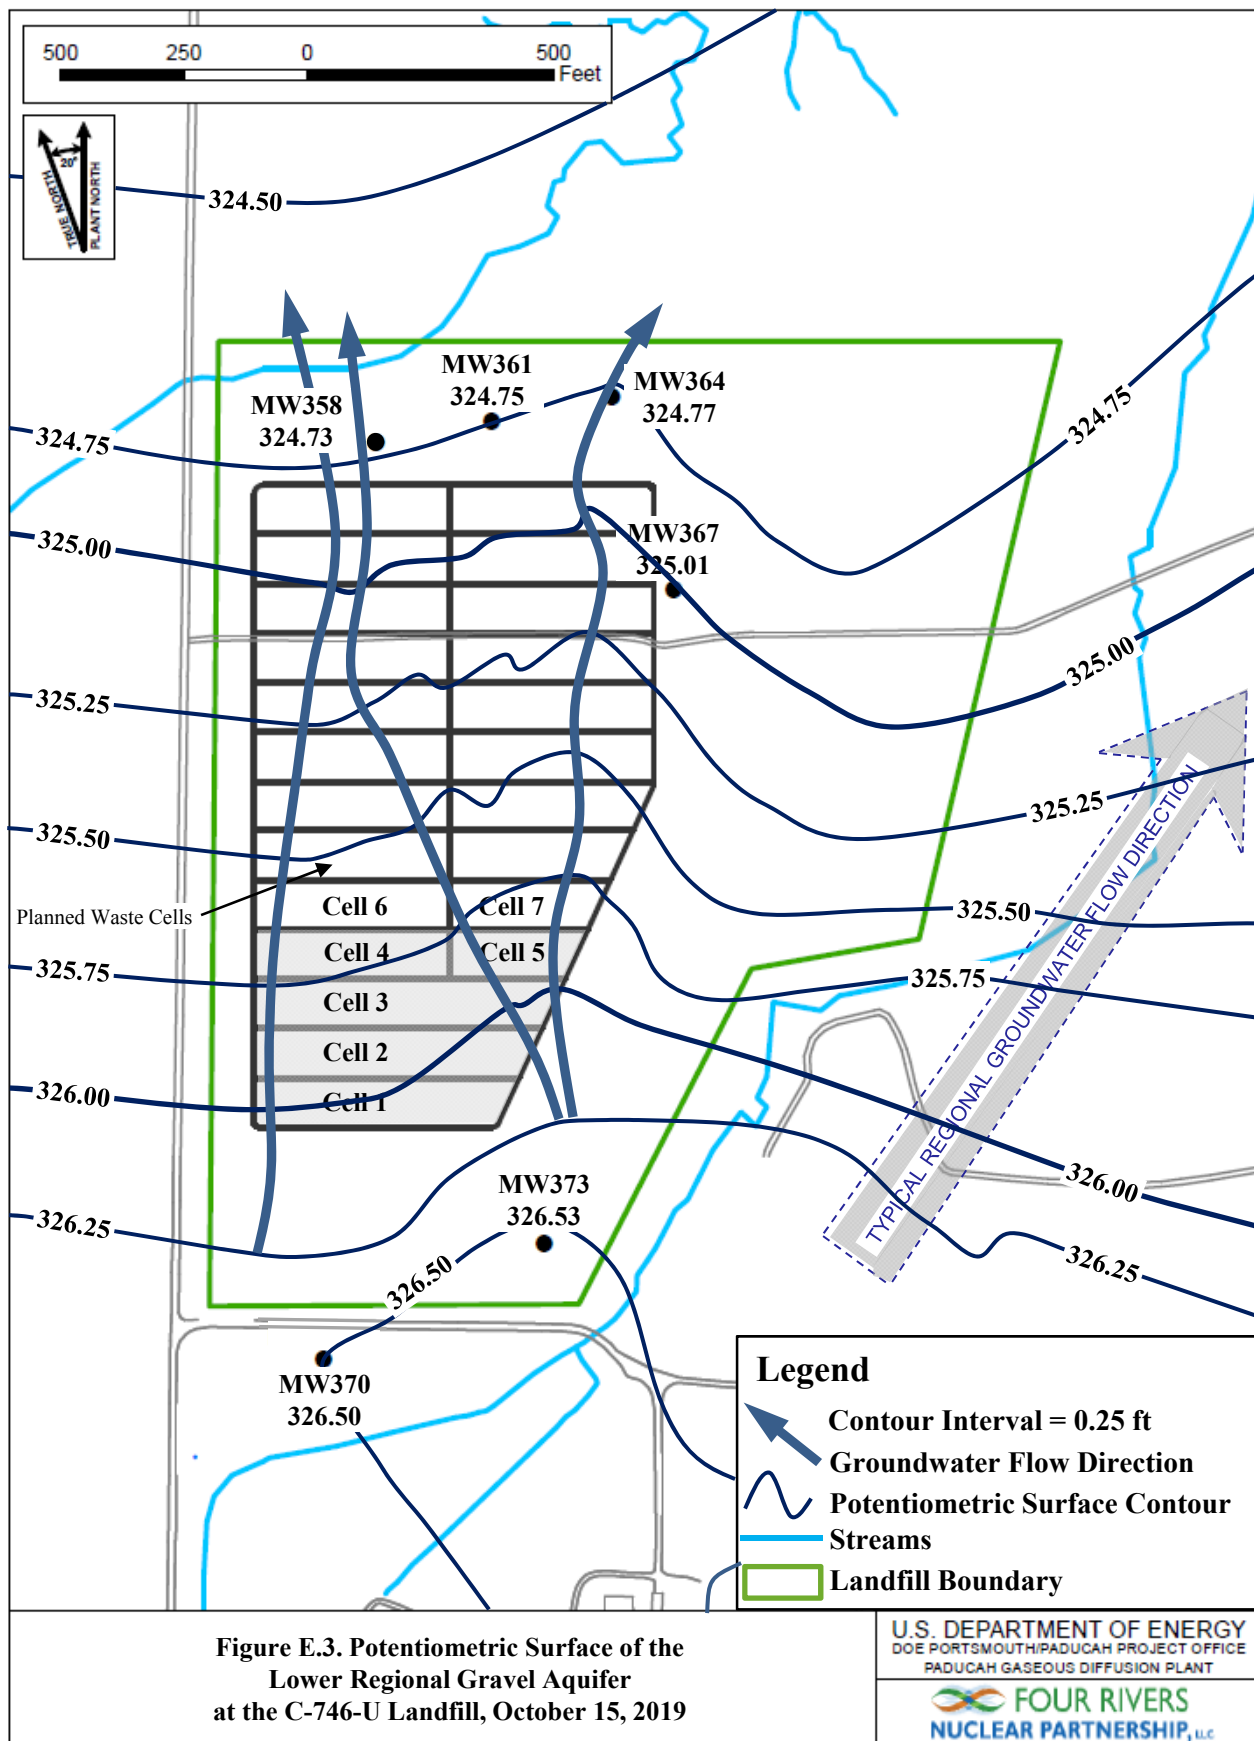 500 250 0 500
Feet
TRUE NORTH
20°
PLANT NORTH
324.50
MW361
324.75
MW364
324.77
MW358
324.73
324.75
324.75
325.00
MW367
325.01
325.00
325.25
325.25
325.50
325.50
Planned Waste Cells
Cell 6
Cell 7
Cell 4
Cell 5
325.75
325.75
Cell 3
Cell 2
326.00
Cell 1
326.00
TYPICAL REGIONAL GROUNDWATER FLOW DIRECTION
MW373
326.53
326.25
326.25
326.50
MW370
326.50
Legend
Contour Interval = 0.25 ft
Groundwater Flow Direction
Potentiometric Surface Contour
Streams
Landfill Boundary
Figure E.3. Potentiometric Surface of the
Lower Regional Gravel Aquifer
at the C-746-U Landfill, October 15, 2019
U.S. DEPARTMENT OF ENERGY
DOE PORTSMOUTH/PADUCAH PROJECT OFFICE
PADUCAH GASEOUS DIFFUSION PLANT
FOUR RIVERS
NUCLEAR PARTNERSHIP, LLC